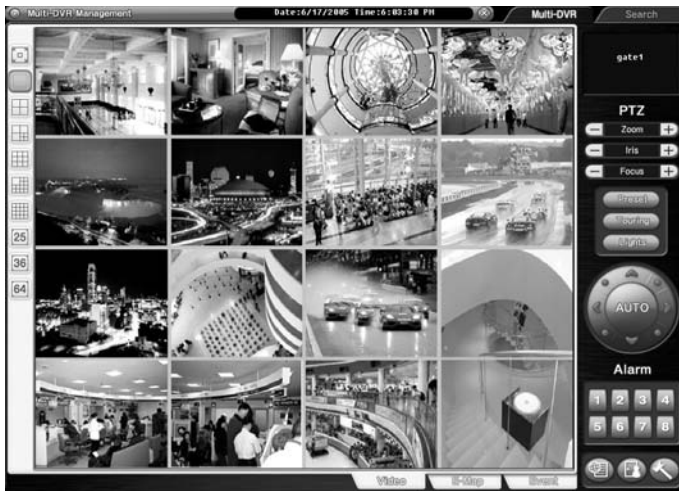 Multi-DVR Management
Date:6/17/2005 Time:6:03:30 PM
Multi-DVR
Search
gate1
PTZ
Zoom
Iris
Focus
Preset
Touring
Lights
25
36
64
AUTO
Alarm
1 2 3 4
5 6 7 8
Video
E-Map
Event